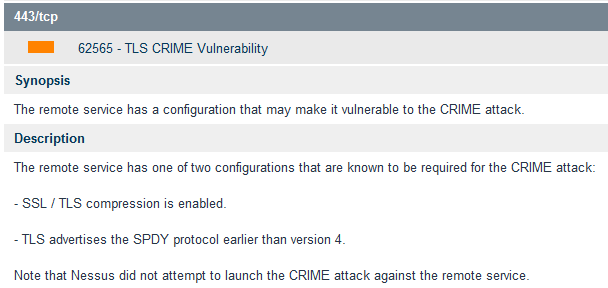 443/tcp
62565 - TLS CRIME Vulnerability
Synopsis
The remote service has a configuration that may make it vulnerable to the CRIME attack.
Description
The remote service has one of two configurations that are known to be required for the CRIME attack:
- SSL / TLS compression is enabled.
- TLS advertises the SPDY protocol earlier than version 4.
Note that Nessus did not attempt to launch the CRIME attack against the remote service.